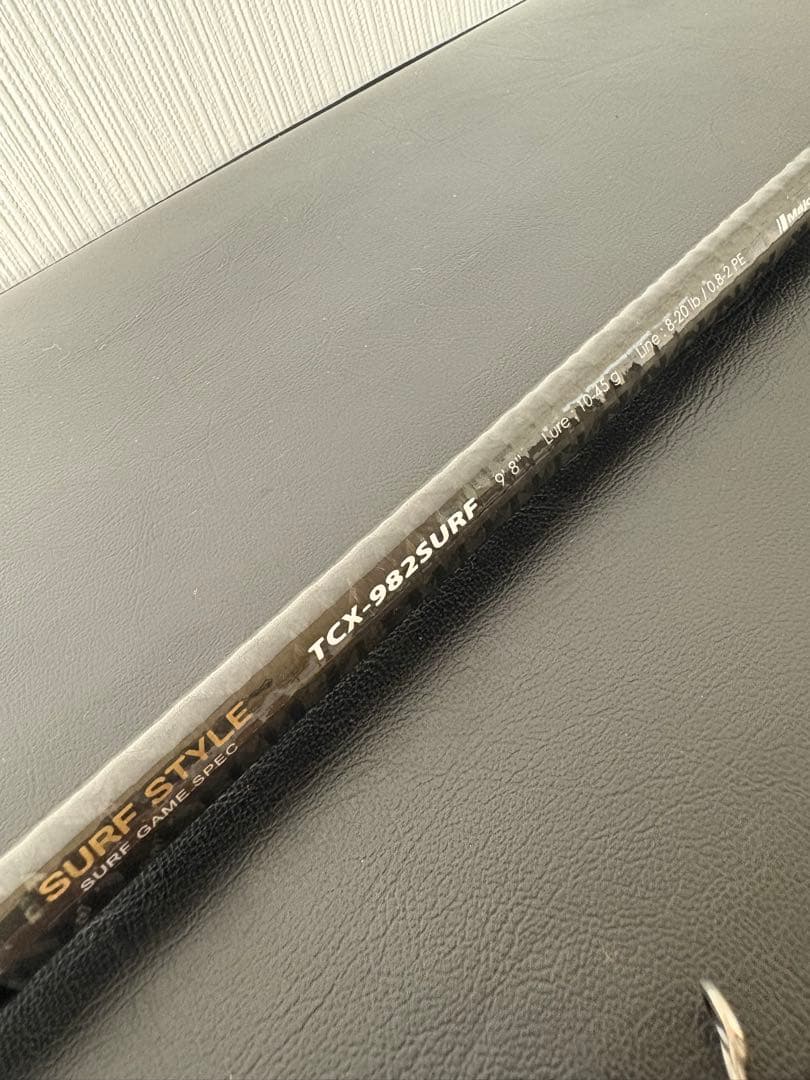 SURF STYLE
SURF GAME SPEC
TCX-982SURF 9'8" Lure : 10-45 g Line : 8-20 lb / 0.8-2 PE